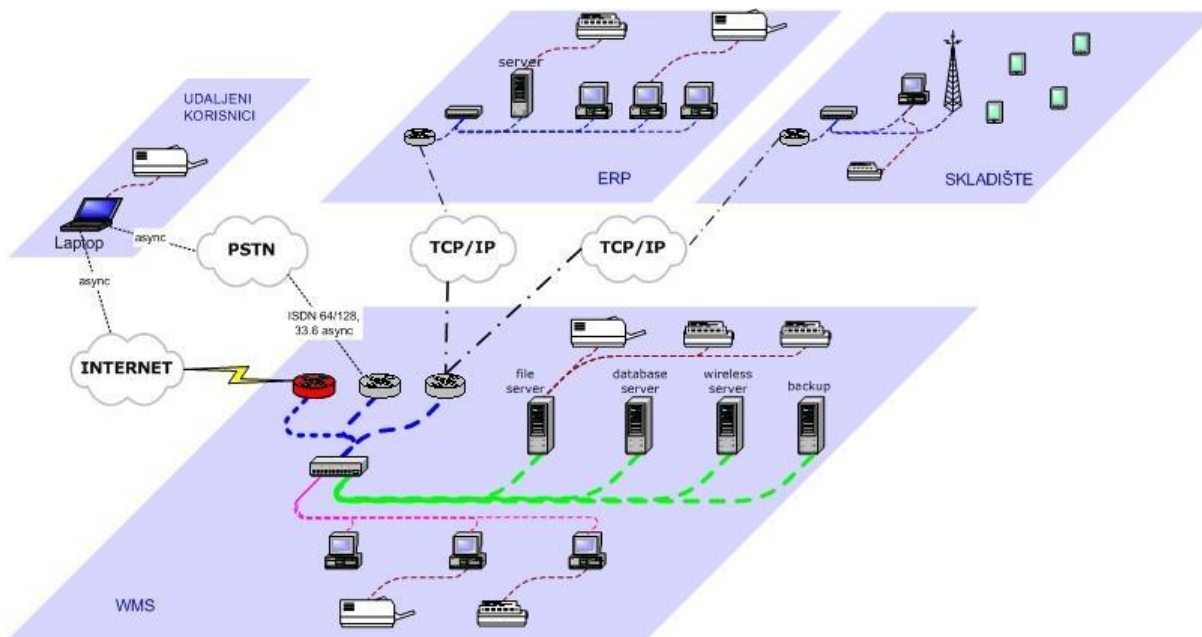 server
UDALJENI
KORISNICI
ERP
SKLADIŠTE
Laptop
async
PSTN
TCP/IP
TCP/IP
async
ISDN 64/128,
33.6 async
INTERNET
file
server
database
server
wireless
server
backup
WMS